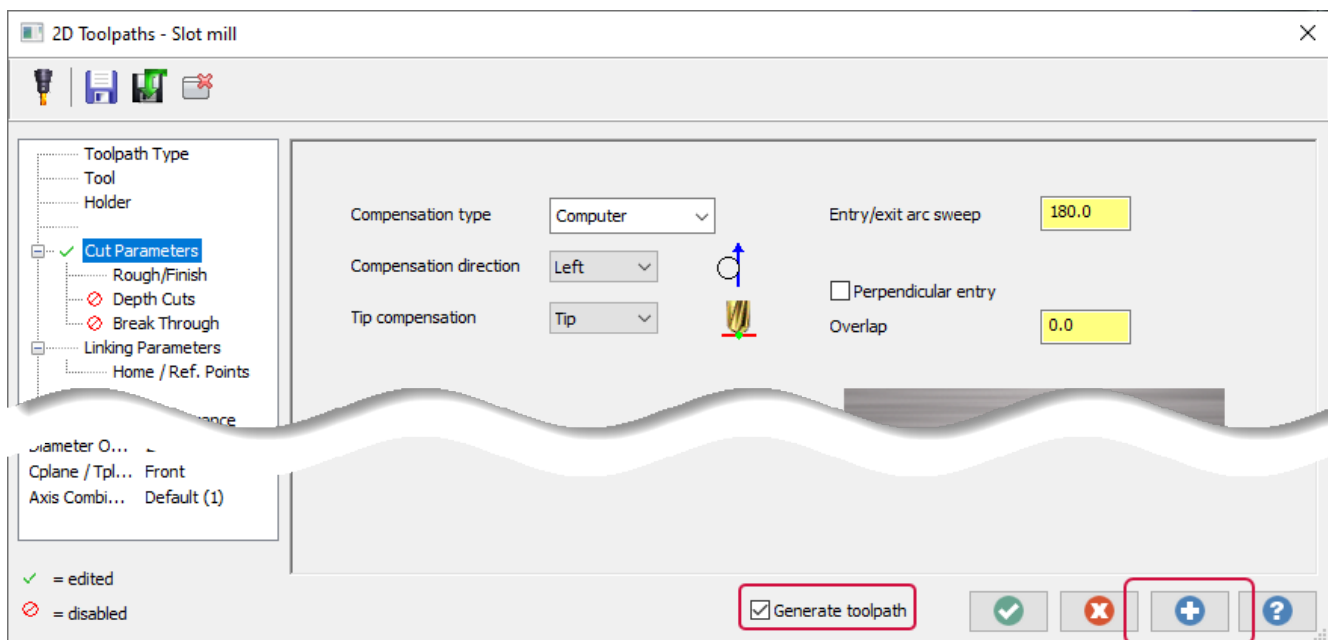 2D Toolpaths - Slot mill
Toolpath Type
Tool
Holder
Cut Parameters
Rough/Finish
Depth Cuts
Break Through
Linking Parameters
Home / Ref. Points
Compensation type
Computer
Compensation direction
Left
Tip compensation
Tip
Entry/exit arc sweep
180.0
Perpendicular entry
Overlap
0.0
Cplane / Tpl... Front
Axis Combi... Default (1)
= edited
= disabled
Generate toolpath